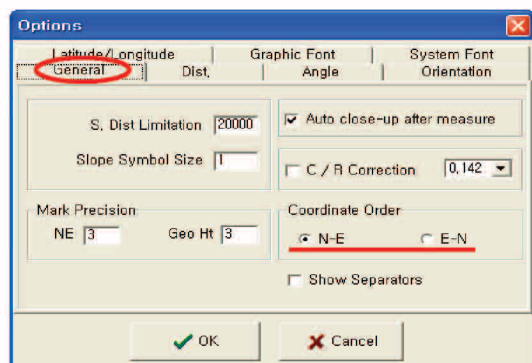 Options
Latitude/Longitude Graphic Font System Font
General Dist, Angle Orientation
S, Dist Limitation 20000
Slope Symbol Size 1
Auto close-up after measure
C / R Correction 0,142
Mark Precision
NE 3 Geo Ht 3
Coordinate Order
N-E E-N
Show Separators
OK Cancel